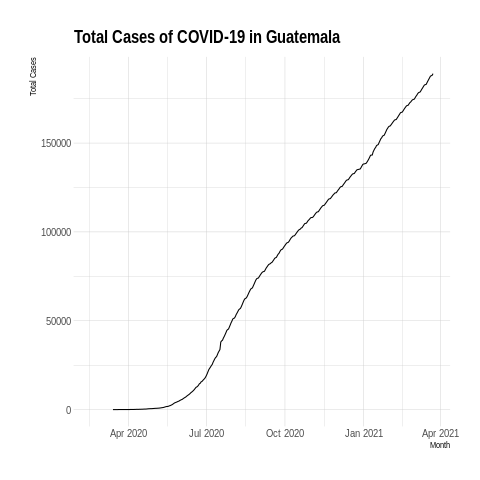 Total Cases of COVID-19 in Guatemala
Total Cases
150000
100000
50000
0
Apr 2020 Jul 2020 Oct 2020 Jan 2021 Apr 2021
Month